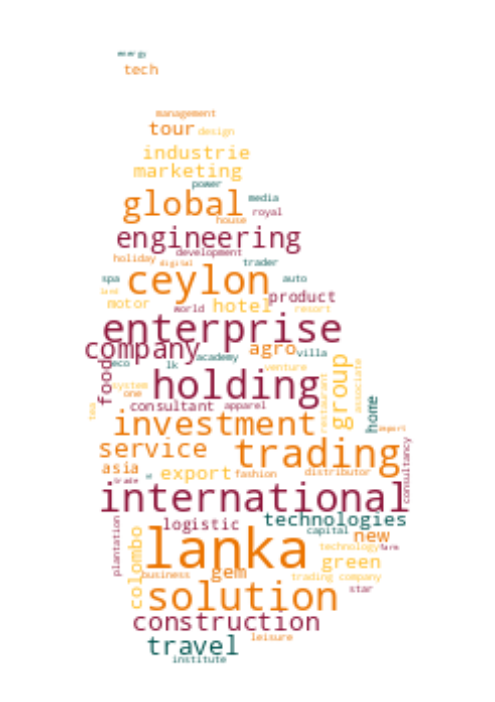 energy
tech
management
tour design
industrie
marketing
power
global media
house royal
engineering
development
holiday digital trader
spa ceylon auto
land product
motor world hotel resort
enterprise
company agro villa
eco lk academy
food venture
holding group
system restaurant associate
one
tea consultant apparel home
investment import
service trading
asia consultancy
trade export fashion distributor
international
plantation logistic technologies
capital new
lanka technology farm
colombo green
business gem trading company
solution star
construction
travel leisure
institute